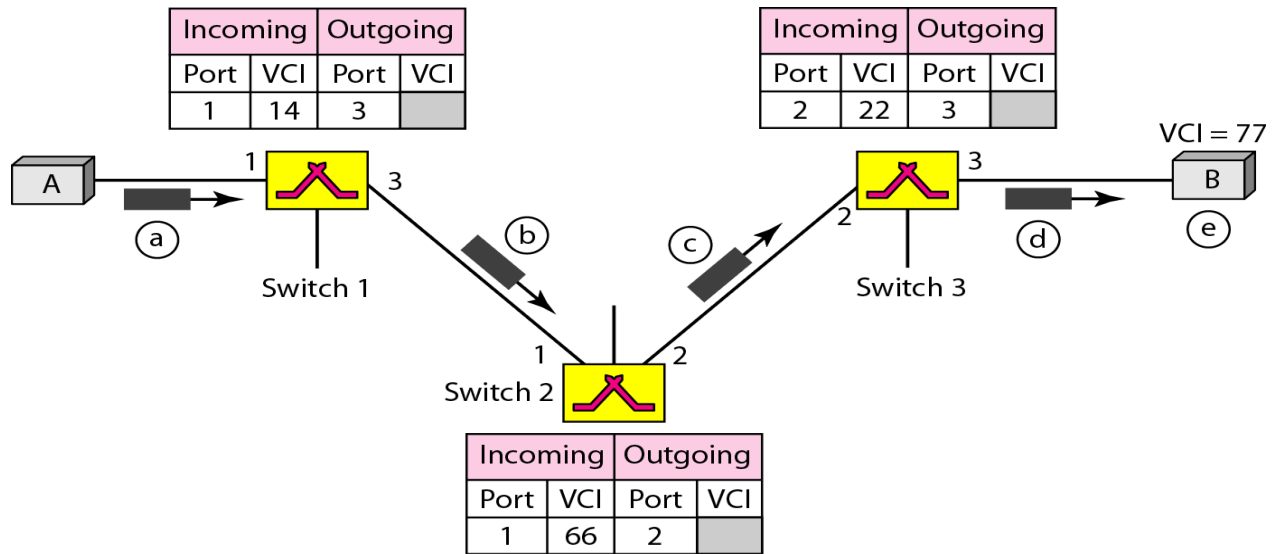 Incoming Outgoing
Port VCI Port VCI
1 14 3
Incoming Outgoing
Port VCI Port VCI
2 22 3
VCI = 77
A
1
3
a
Switch 1
b
c
2
3
Switch 3
d
B
e
1
2
Switch 2
Incoming Outgoing
Port VCI Port VCI
1 66 2